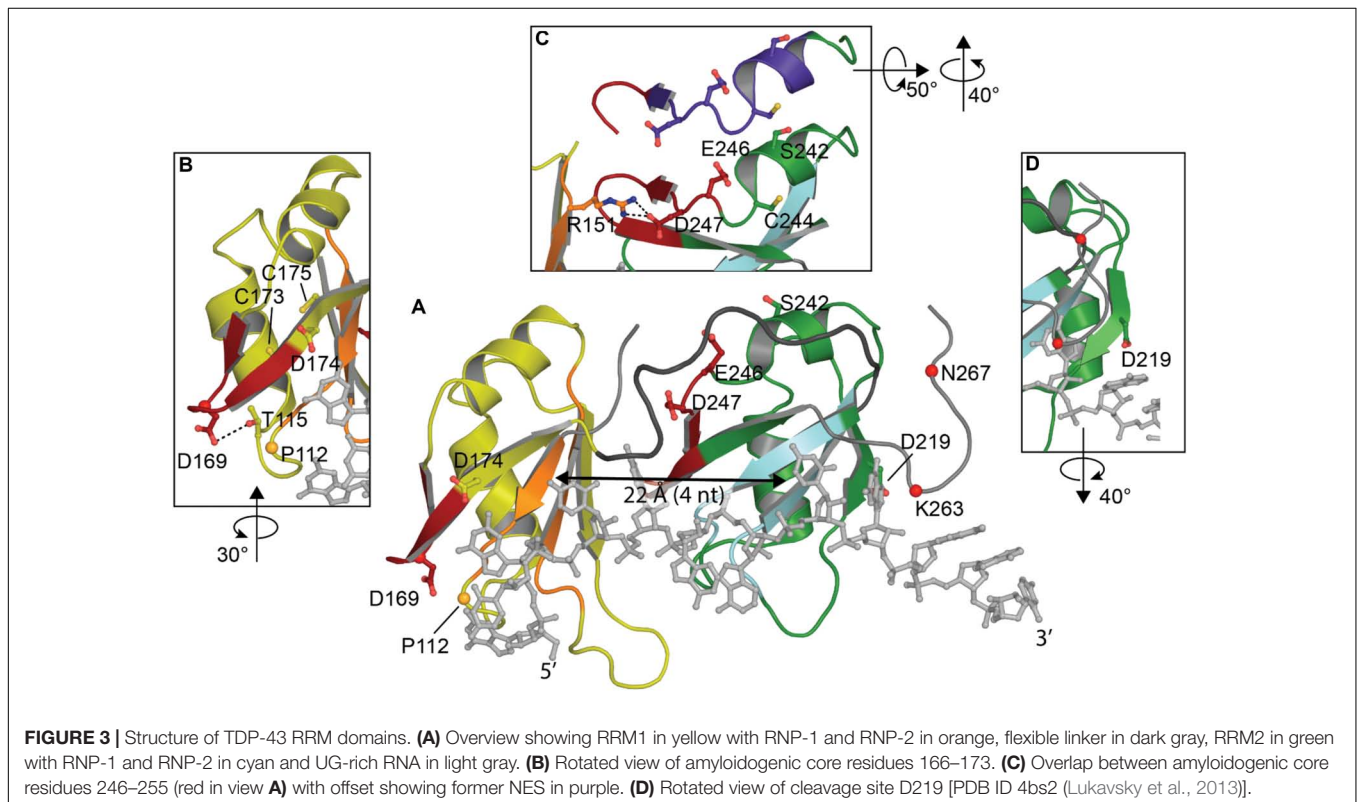 C
E246
S242
R151
D247
C244
50°
40°
B
C175
C173
D174
T115
D169
P112
30°
D
D219
40°
A
S242
E246
D247
N267
D174
D219
22 Å (4 nt)
K263
D169
P112
5′
3′
FIGURE 3 | Structure of TDP-43 RRM domains. (A) Overview showing RRM1 in yellow with RNP-1 and RNP-2 in orange, flexible linker in dark gray, RRM2 in green
with RNP-1 and RNP-2 in cyan and UG-rich RNA in light gray. (B) Rotated view of amyloidogenic core residues 166–173. (C) Overlap between amyloidogenic core
residues 246–255 (red in view A) with offset showing former NES in purple. (D) Rotated view of cleavage site D219 [PDB ID 4bs2 (Lukavsky et al., 2013)].